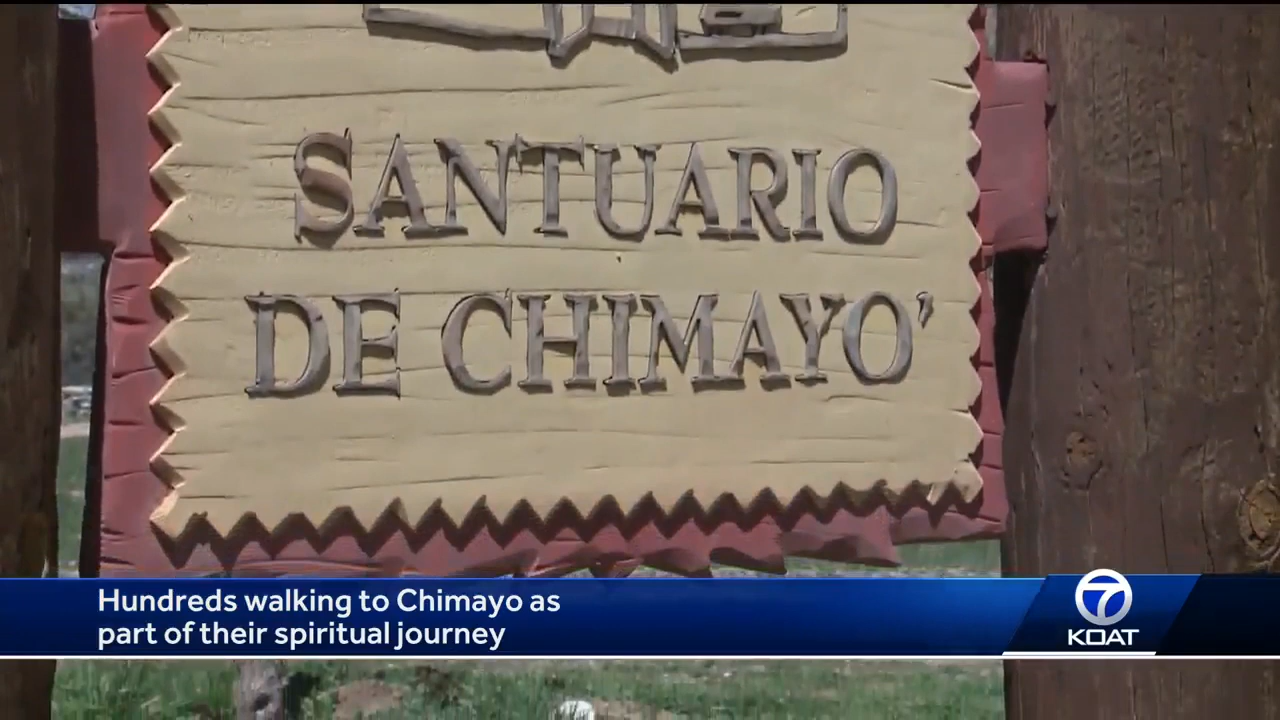 SANTUARIO
DE CHIMAYO'
Hundreds walking to Chimayo as
part of their spiritual journey
7
KOAT